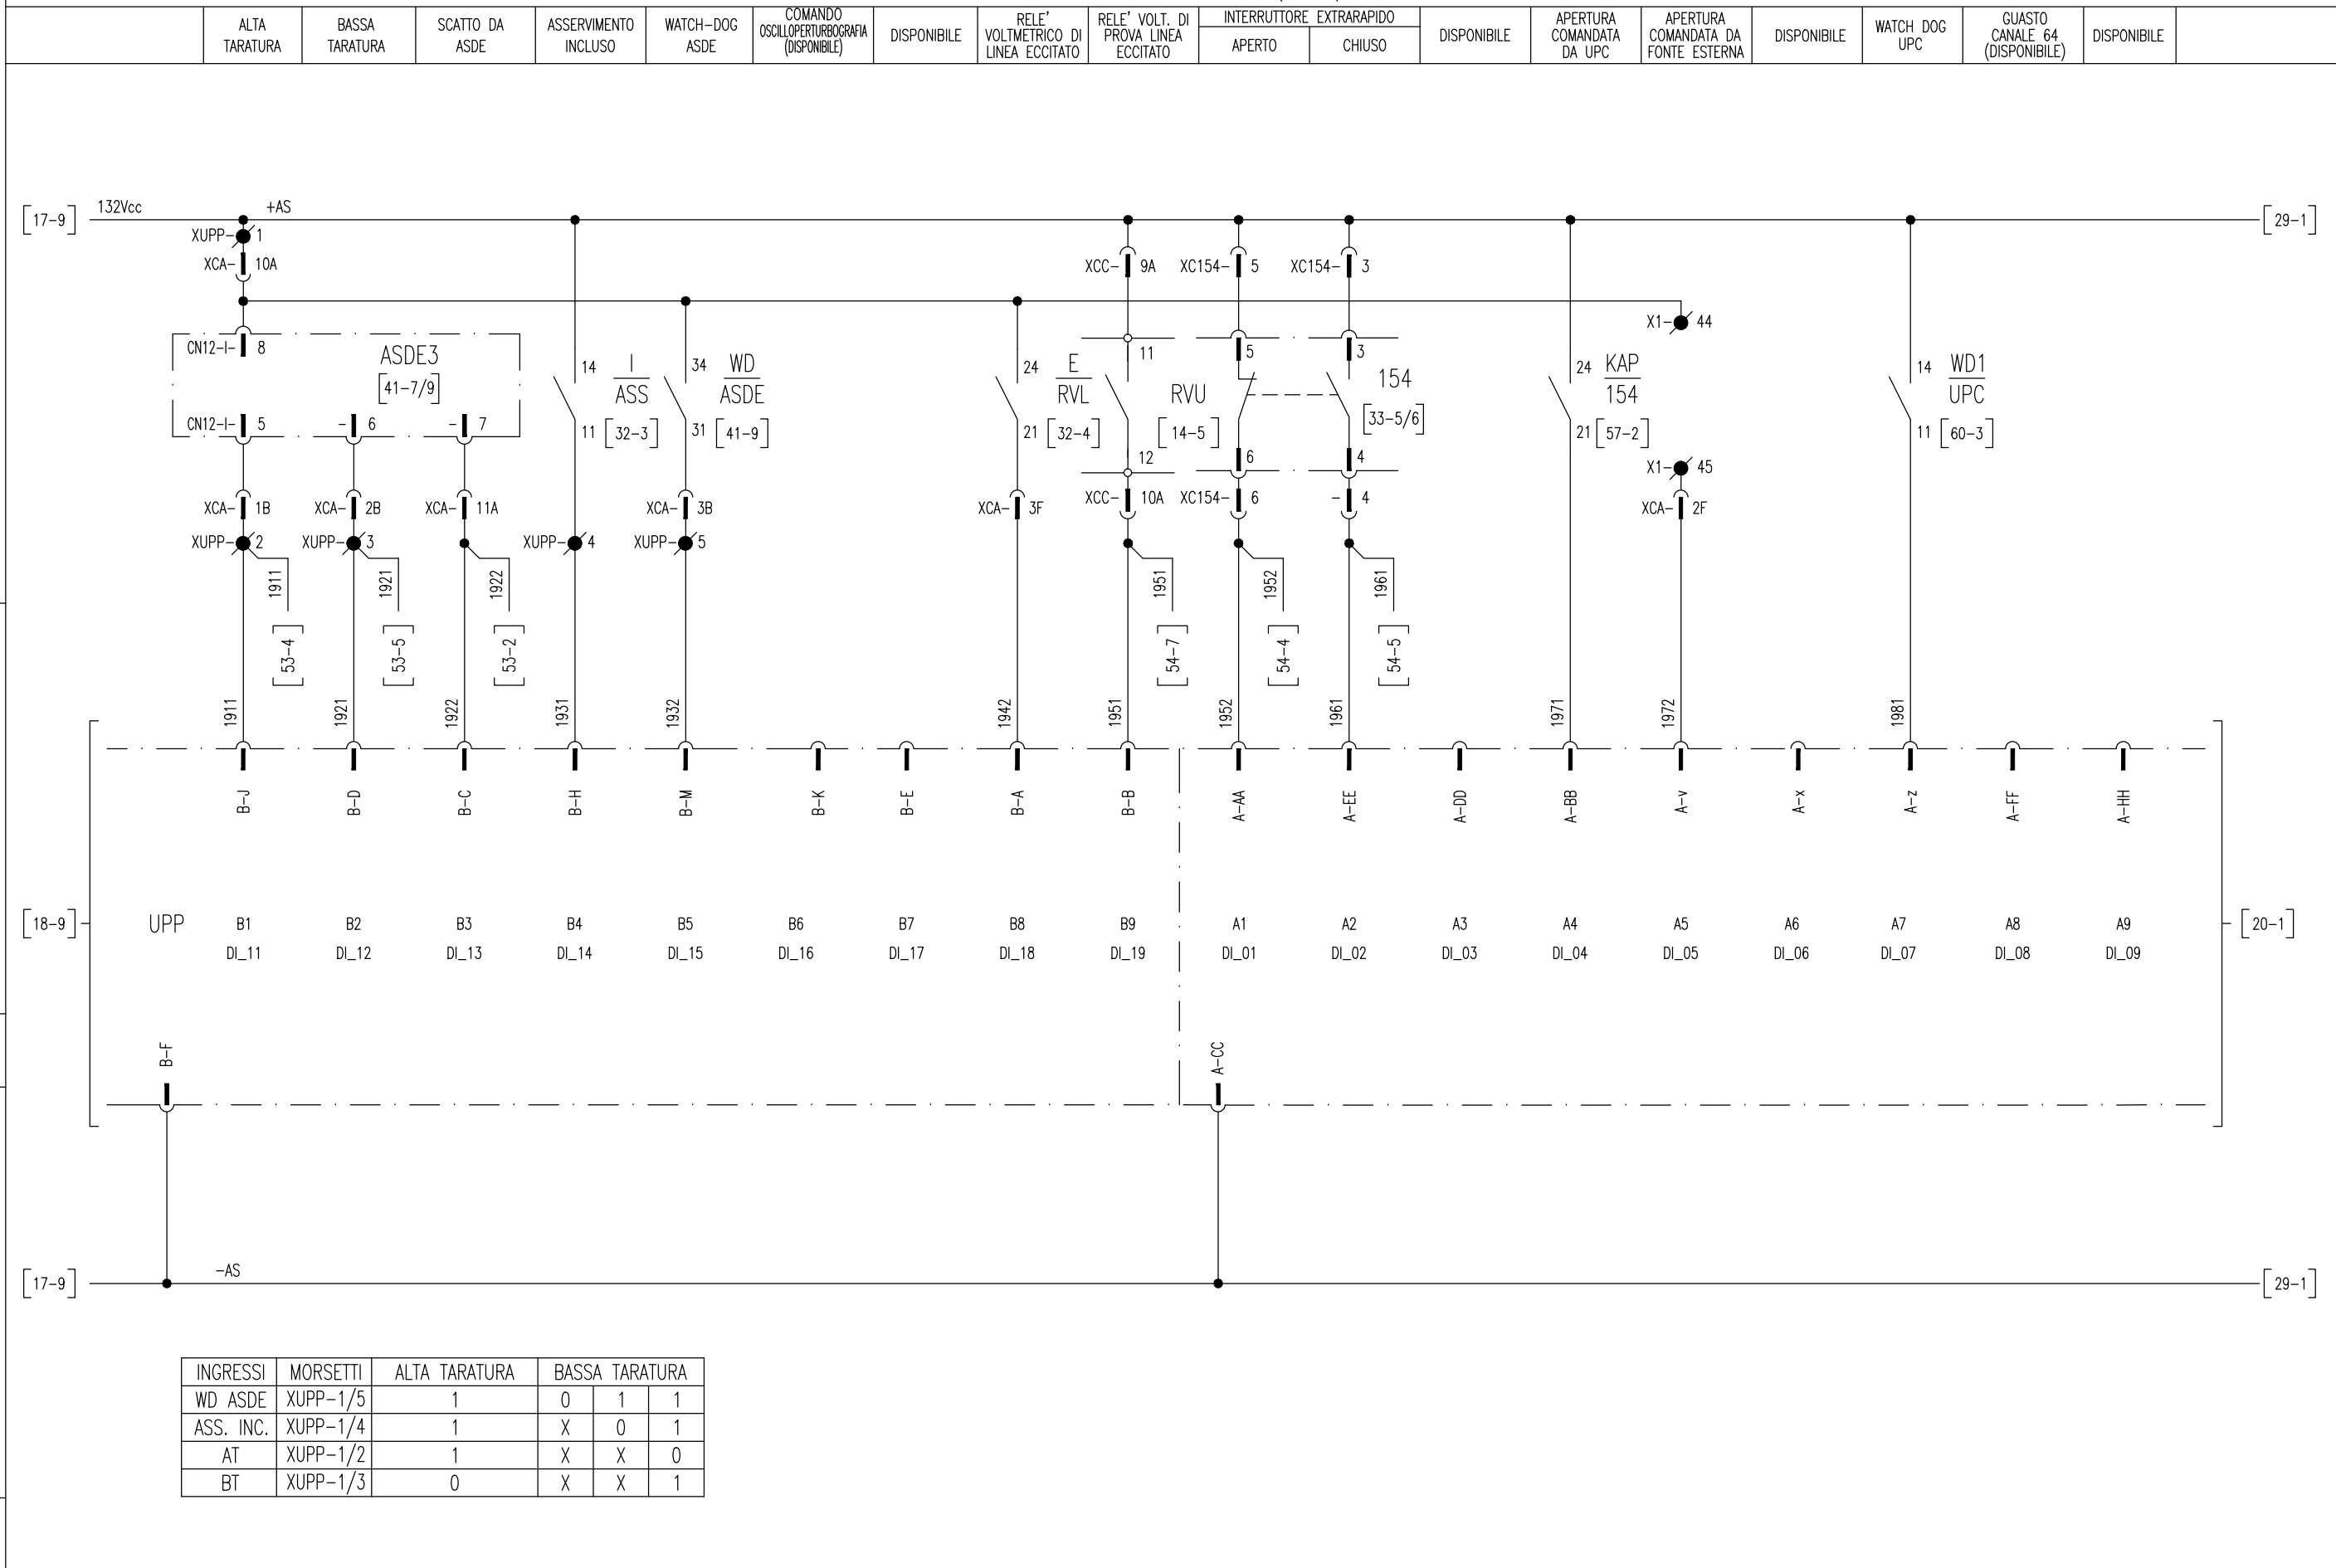 ALTA
TARATURA
BASSA
TARATURA
SCATTO DA
ASDE
ASSERVIMENTO
INCLUSO
WATCH-DOG
ASDE
COMANDO
OSCILLOPERTURBOGRAFIA
(DISPONIBILE)
DISPONIBILE
RELE'
VOLTMETRICO DI
LINEA ECCITATO
RELE' VOLT. DI
PROVA LINEA
ECCITATO
INTERRUTTORE EXTRARAPIDO
APERTO
CHIUSO
DISPONIBILE
APERTURA
COMANDATA
DA UPC
APERTURA
COMANDATA DA
FONTE ESTERNA
DISPONIBILE
WATCH DOG
UPC
GUASTO
CANALE 64
(DISPONIBILE)
DISPONIBILE
17-9
132Vcc
+AS
29-1
XUPP- 1
XCA- 10A
XCC- 9A
XC154- 5
XC154- 3
X1- 44
CN12-I- 8
ASDE3
41-7/9
CN12-I- 5
- 6
- 7
14
I
ASS
11
32-3
34
WD
ASDE
31
41-9
24
E
RVL
21
32-4
11
RVU
12
14-5
5
6
3
4
154
33-5/6
24
KAP
154
21
57-2
14
WD1
UPC
11
60-3
X1- 45
XCA- 1B
XCA- 2B
XCA- 11A
XCA- 3B
XCA- 3F
XCC- 10A
XC154- 6
- 4
XCA- 2F
XUPP- 2
XUPP- 3
XUPP- 4
XUPP- 5
1911
1921
1922
1951
1952
1961
53-4
53-5
53-2
54-7
54-4
54-5
1911
1921
1922
1931
1932
1942
1951
1952
1961
1971
1972
1981
B-J
B-D
B-C
B-H
B-M
B-K
B-E
B-A
B-B
A-AA
A-EE
A-DD
A-BB
A-v
A-x
A-z
A-FF
A-HH
18-9
UPP
B1
B2
B3
B4
B5
B6
B7
B8
B9
A1
A2
A3
A4
A5
A6
A7
A8
A9
20-1
DI_11
DI_12
DI_13
DI_14
DI_15
DI_16
DI_17
DI_18
DI_19
DI_01
DI_02
DI_03
DI_04
DI_05
DI_06
DI_07
DI_08
DI_09
B-F
A-CC
17-9
-AS
29-1
INGRESSI MORSETTI ALTA TARATURA BASSA TARATURA
WD ASDE XUPP-1/5 1 0 1 1
ASS. INC. XUPP-1/4 1 X 0 1
AT XUPP-1/2 1 X X 0
BT XUPP-1/3 0 X X 1